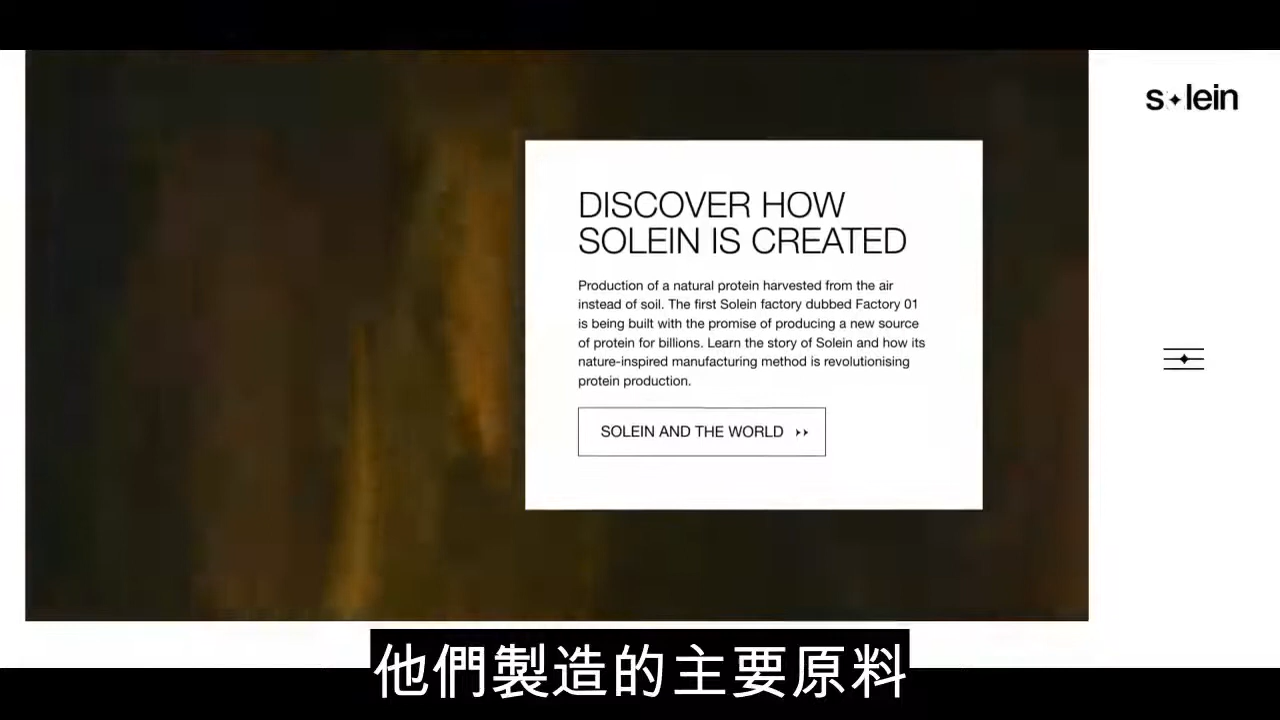 solein
DISCOVER HOW
SOLEIN IS CREATED
Production of a natural protein harvested from the air
instead of soil. The first Solein factory dubbed Factory 01
is being built with the promise of producing a new source
of protein for billions. Learn the story of Solein and how its
nature-inspired manufacturing method is revolutionising
protein production.
SOLEIN AND THE WORLD
他們製造的主要原料